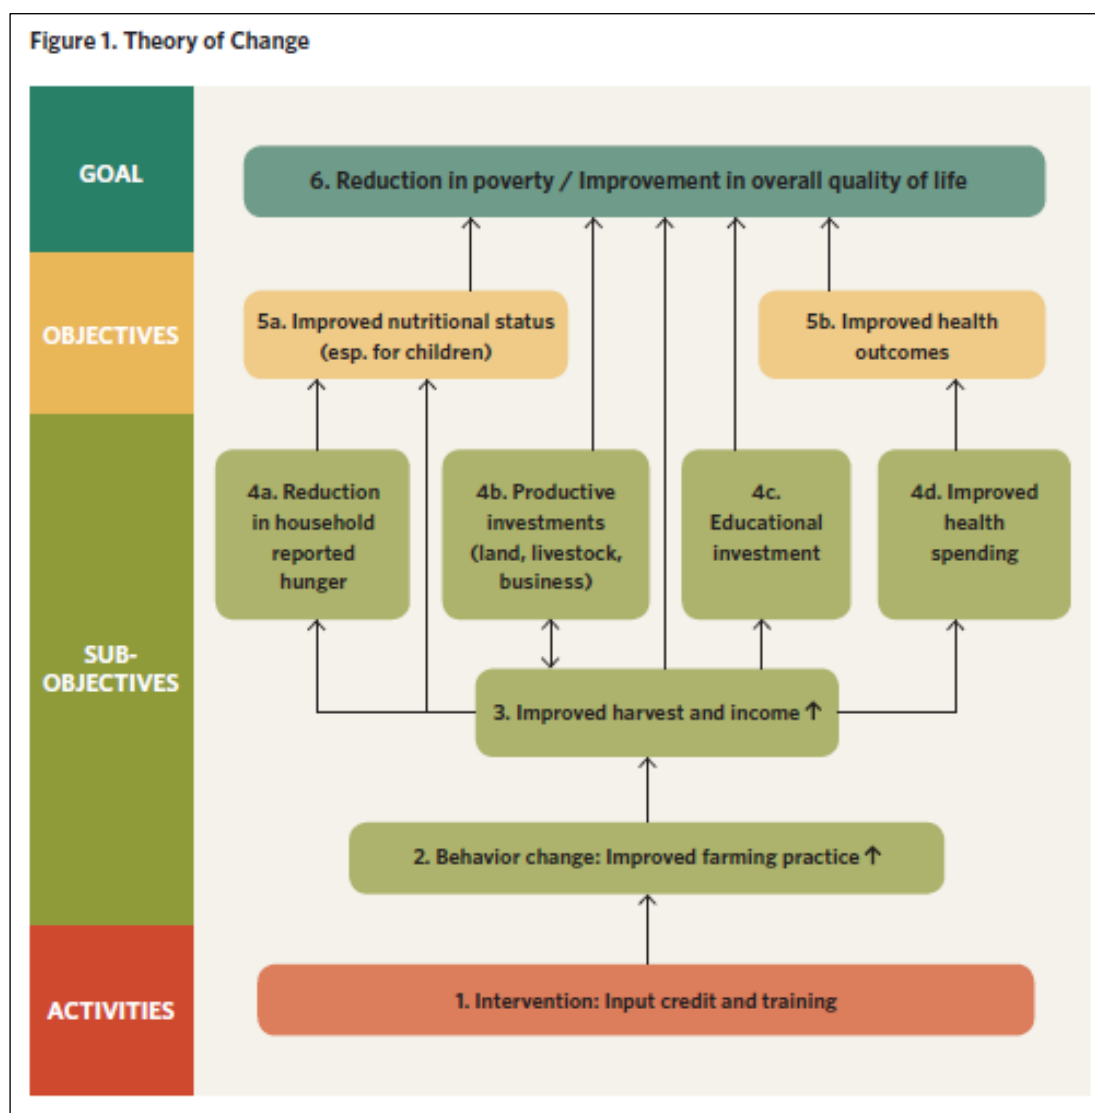 Figure 1. Theory of Change
GOAL
6. Reduction in poverty / Improvement in overall quality of life
OBJECTIVES
5a. Improved nutritional status
(esp. for children)
5b. Improved health
outcomes
SUB-
OBJECTIVES
4a. Reduction
in household
reported
hunger
4b. Productive
investments
(land, livestock,
business)
4c.
Educational
investment
4d. Improved
health
spending
3. Improved harvest and income ↑
2. Behavior change: Improved farming practice ↑
ACTIVITIES
1. Intervention: Input credit and training